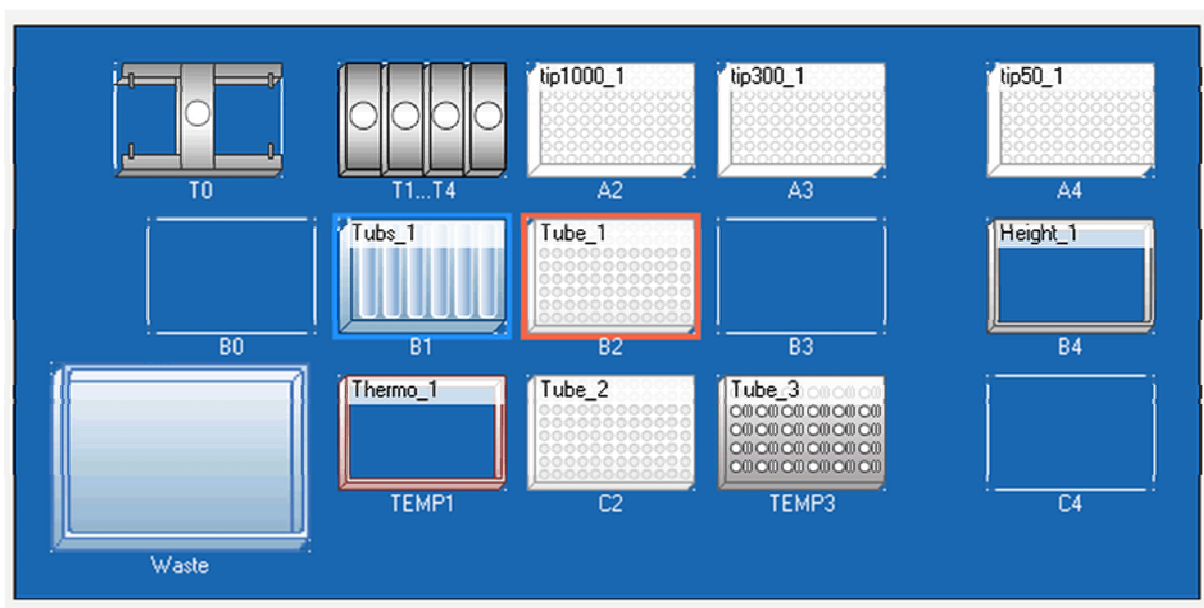 tip1000_1 tip300_1 tip50_1
T0 T1...T4 A2 A3 A4
Tubs_1 Tube_1 Height_1
B0 B1 B2 B3 B4
Thermo_1 Tube_2 Tube_3
TEMP1 C2 TEMP3 C4
Waste